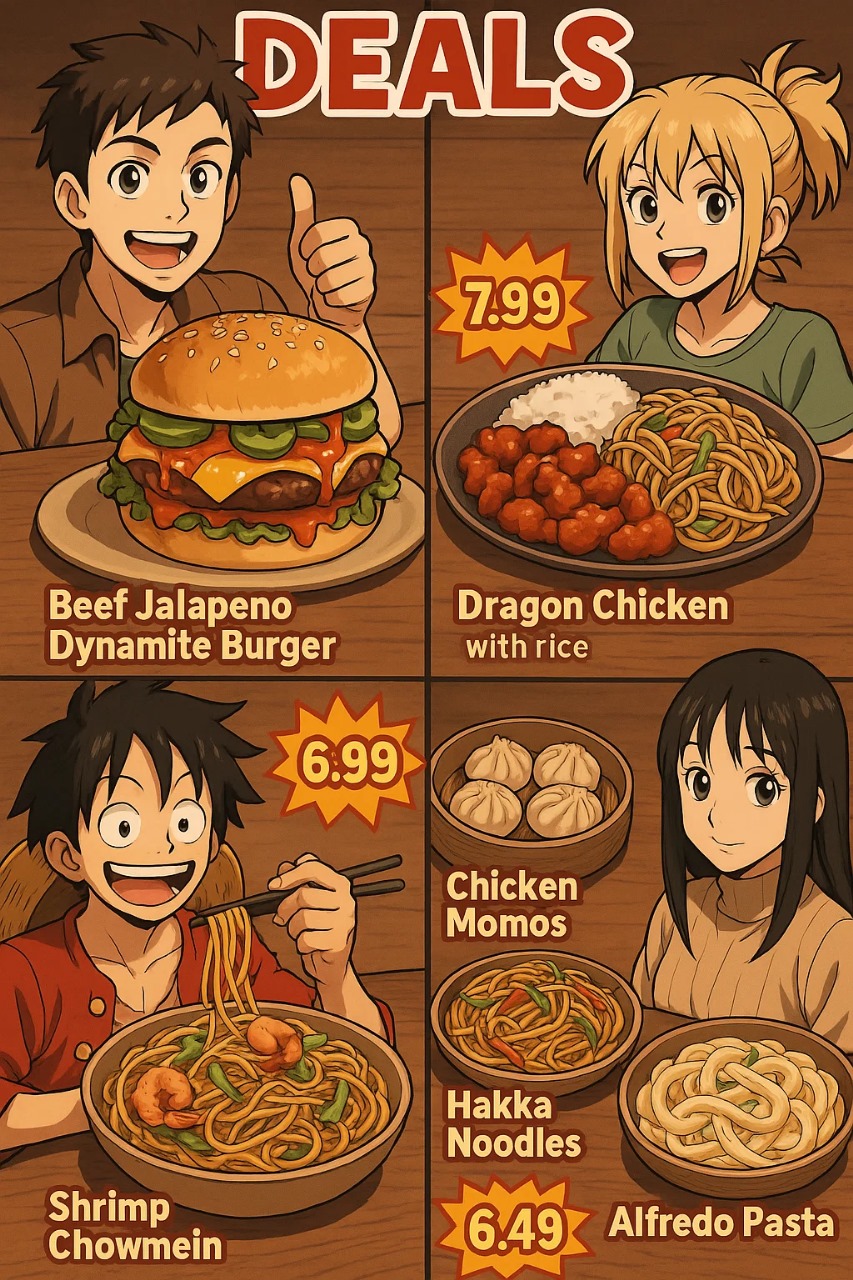 DEALS
Beef Jalapeno
Dynamite Burger
7.99
Dragon Chicken
with rice
6.99
Shrimp
Chowmein
Chicken
Momos
Hakka
Noodles
6.49
Alfredo Pasta